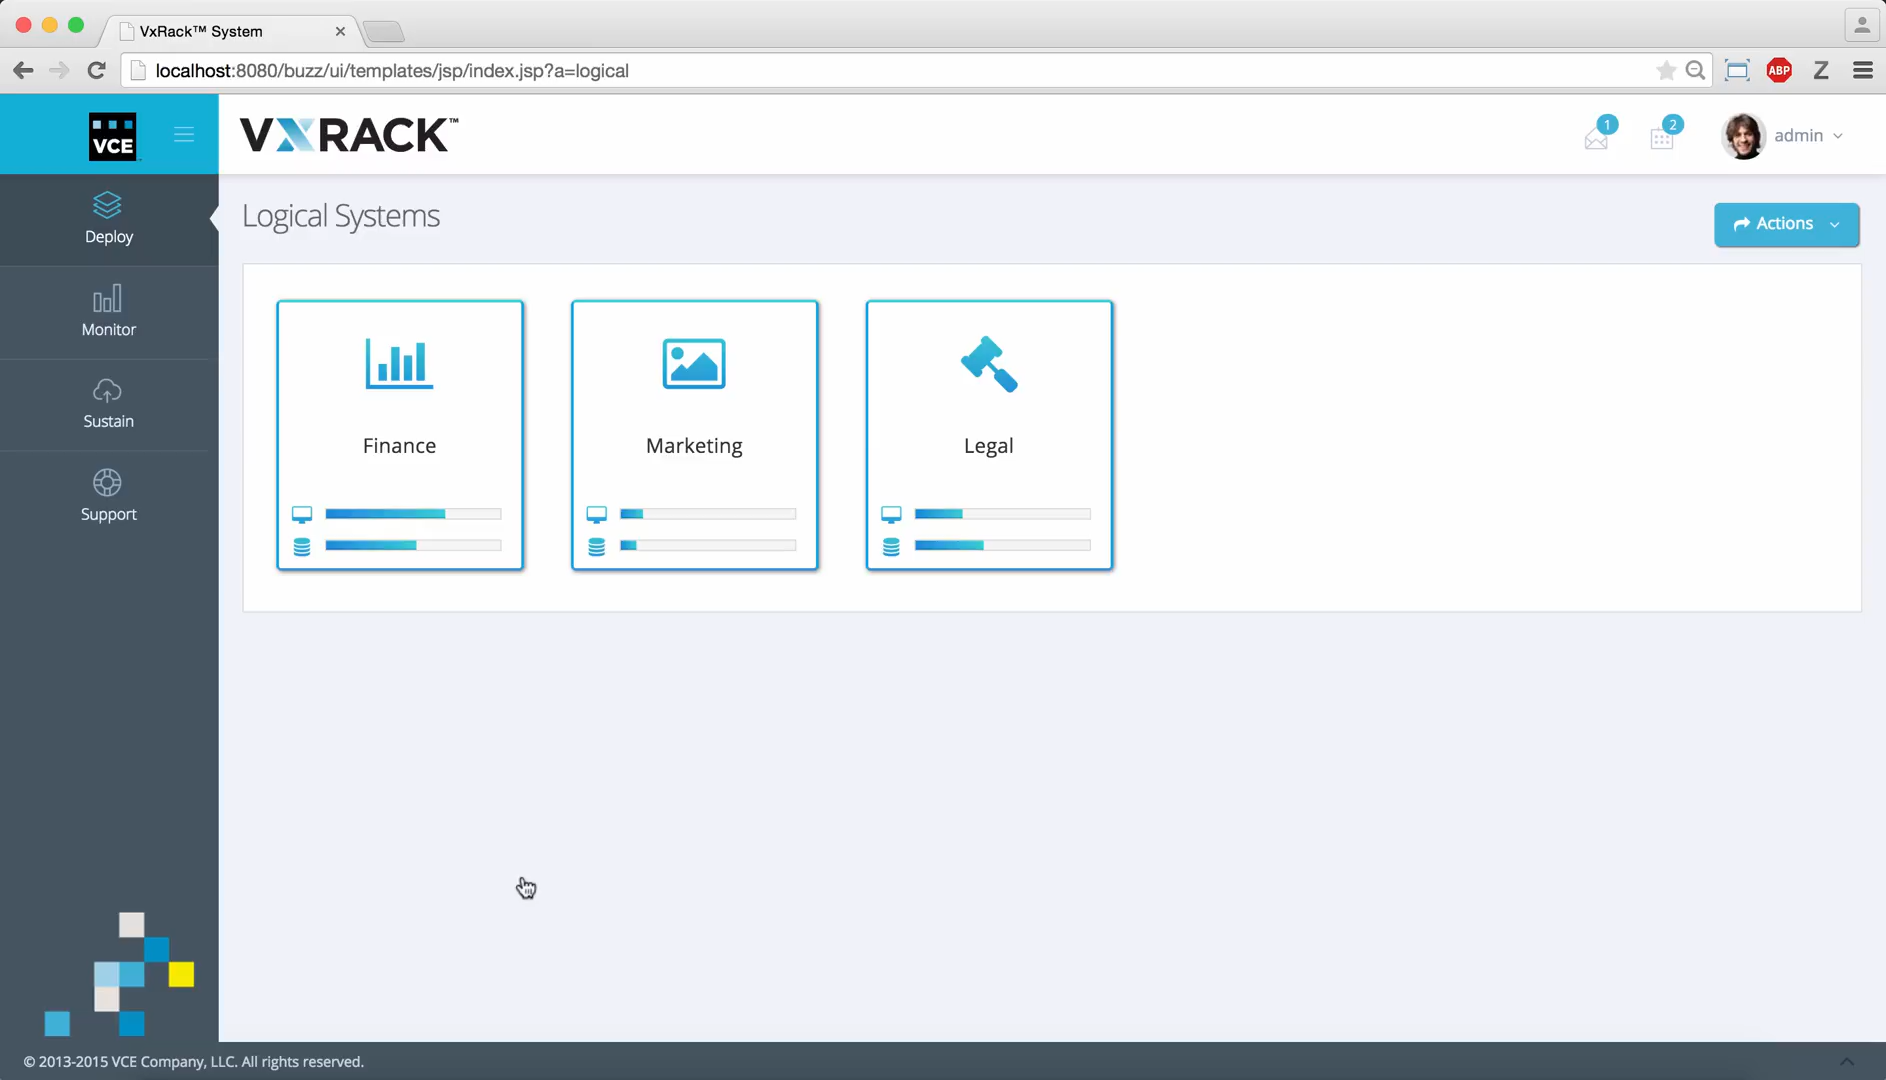 VxRack™ System
localhost:8080/buzz/ui/templates/jsp/index.jsp?a=logical
ABP
Z
VCE
VXRACK™
1
2
admin
Deploy
Monitor
Sustain
Support
Logical Systems
Actions
Finance
Marketing
Legal
© 2013-2015 VCE Company, LLC. All rights reserved.